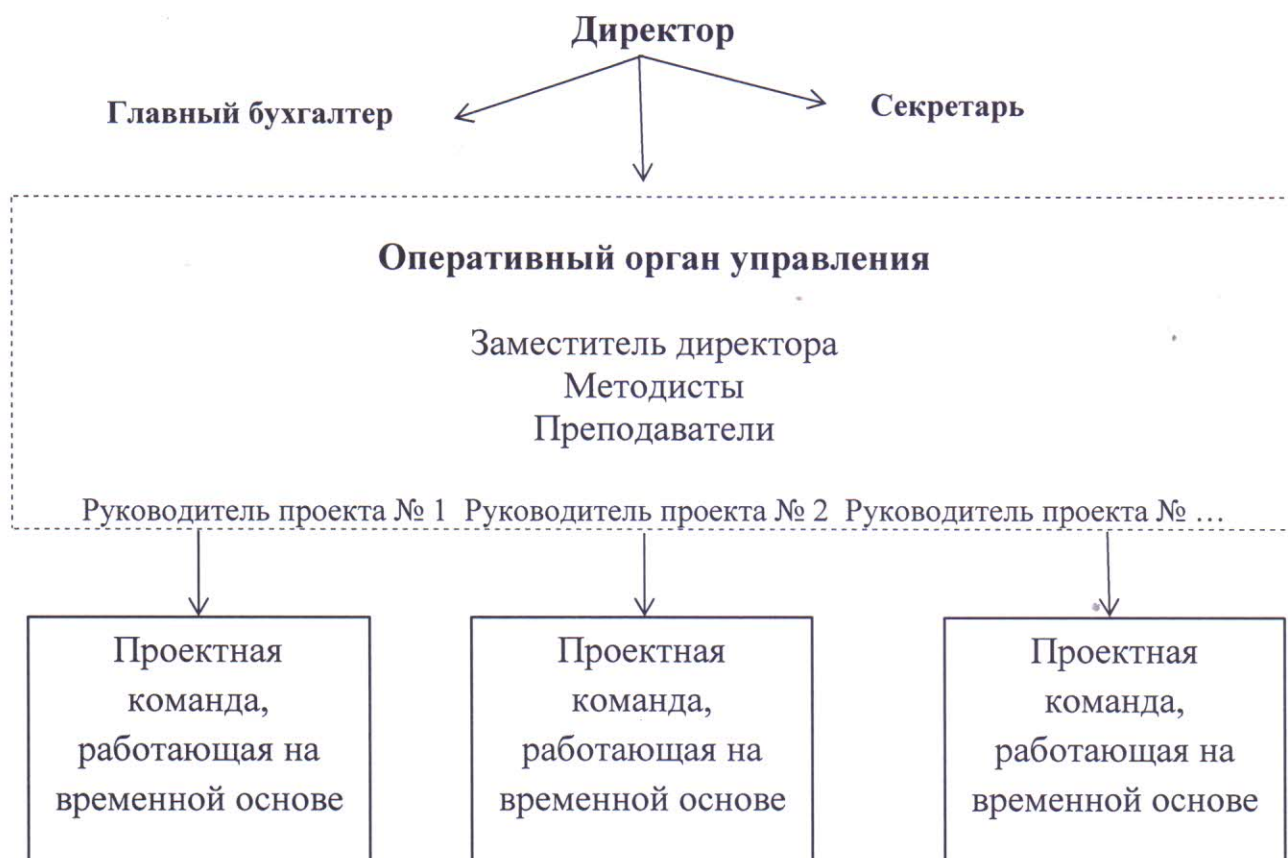 Директор
Главный бухгалтер
Секретарь
Оперативный орган управления
Заместитель директора
Методисты
Преподаватели
Руководитель проекта № 1 Руководитель проекта № 2 Руководитель проекта № ...
Проектная
команда,
работающая на
временной основе
Проектная
команда,
работающая на
временной основе
Проектная
команда,
работающая на
временной основе